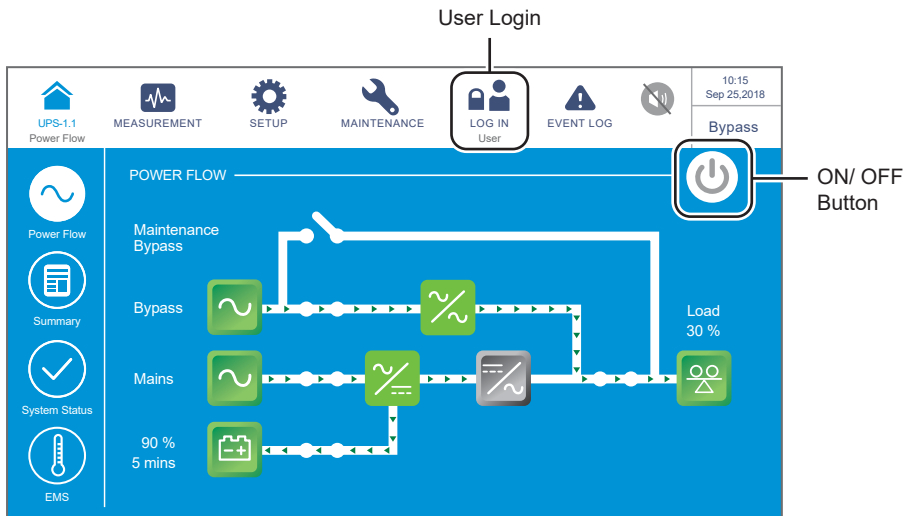 User Login
UPS-1.1
Power Flow
MEASUREMENT
SETUP
MAINTENANCE
LOG IN
User
EVENT LOG
10:15
Sep 25,2018
Bypass
ON/ OFF
Button
POWER FLOW
Power Flow
Summary
System Status
EMS
Maintenance
Bypass
Bypass
Mains
90 %
5 mins
Load
30 %